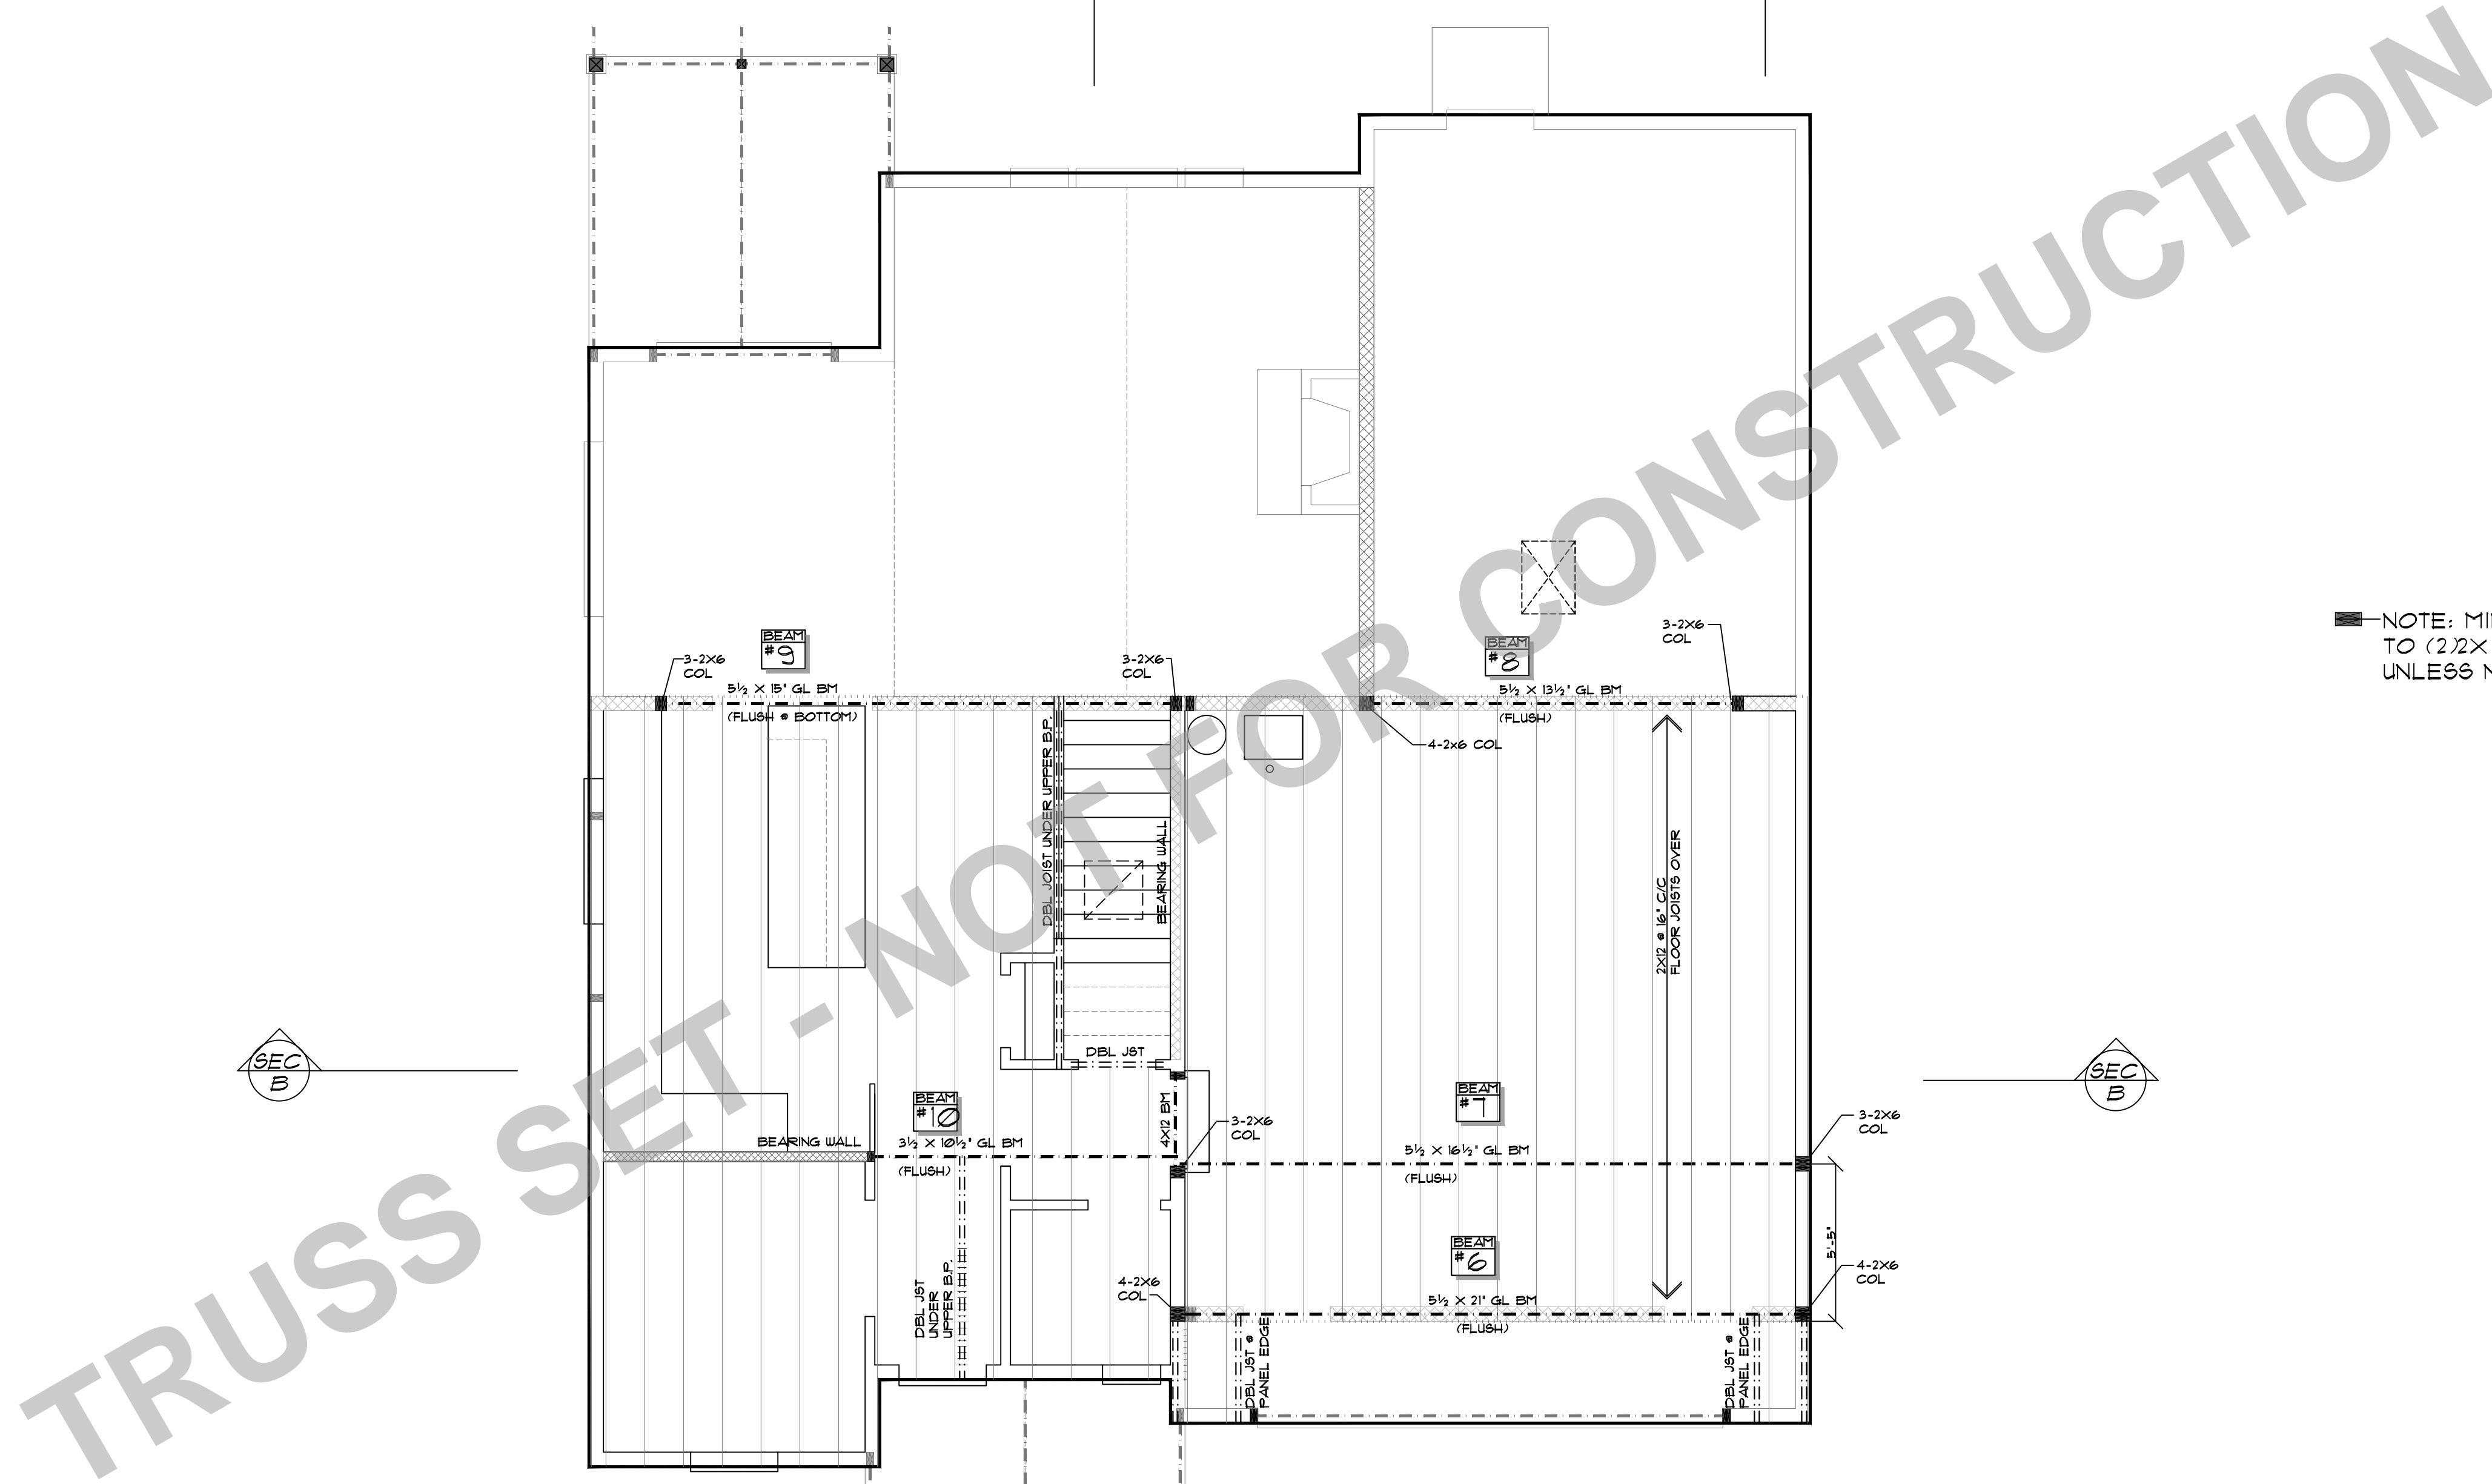 TRUSS SET - NOT FOR CONSTRUCTION
NOTE: MI
TO (2)2X
UNLESS N
3-2X6
COL
BEAM
#9
5½ X 15" GL BM
(FLUSH @ BOTTOM)
3-2X6
COL
BEAM
#8
5½ X 13½" GL BM
(FLUSH)
3-2X6
COL
4-2x6 COL
DBL JOIST UNDER UPPER B.P.
BEARING WALL
2X12 @ 16" C/C
FLOOR JOISTS OVER
SEC
B
SEC
B
DBL JST
BEAM
#10
3½ X 10½" GL BM
(FLUSH)
BEARING WALL
4X12 BM
3-2X6
COL
BEAM
#7
5½ X 16½" GL BM
(FLUSH)
3-2X6
COL
5'-5"
4-2X6
COL
BEAM
#6
5½ X 21" GL BM
(FLUSH)
4-2X6
COL
DBL JST
UNDER
UPPER B.P.
DBL JST @
PANEL EDGE
DBL JST @
PANEL EDGE